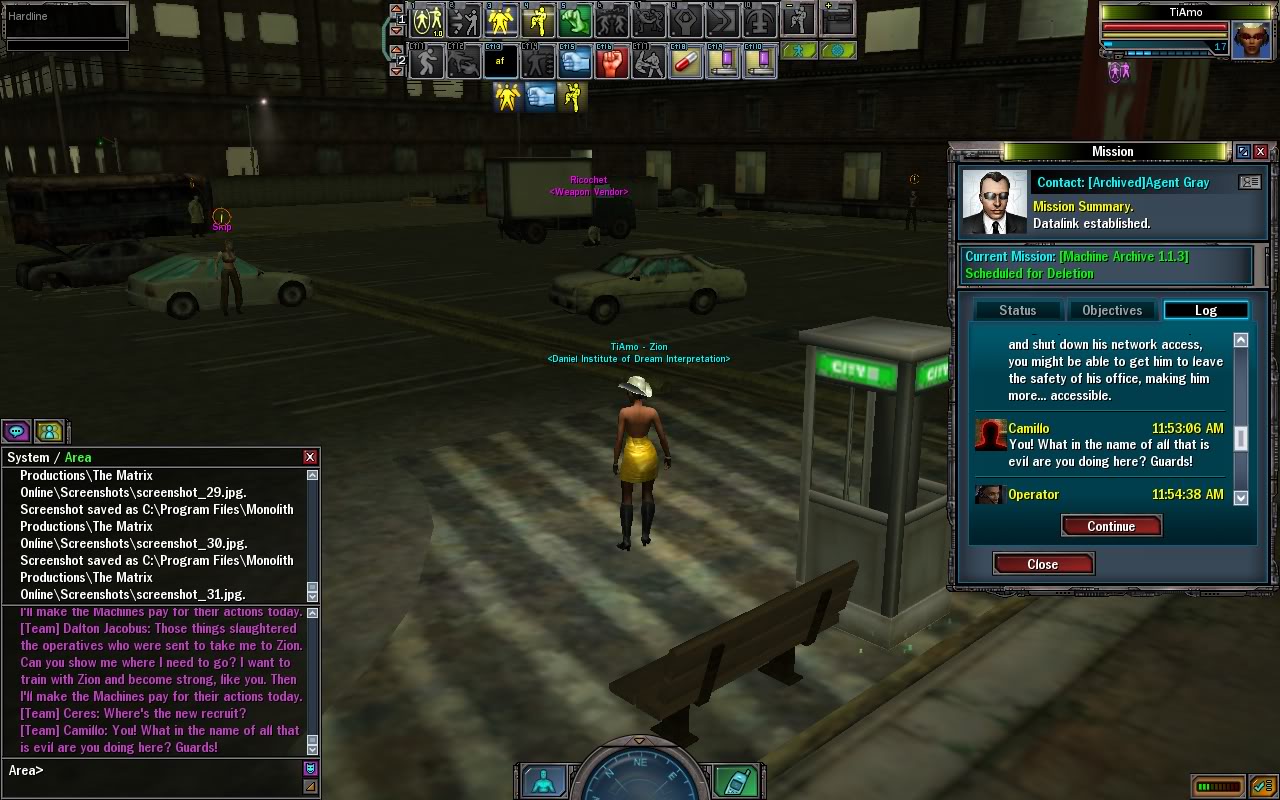 Hardline
1
1.0
2
Ctl3
af
TiAmo
17
Ricochet
<Weapon Vendor>
Skip
TiAmo - Zion
<Daniel Institute of Dream Interpretation>
CITY
Mission
Contact: [Archived]Agent Gray
Mission Summary.
Datalink established.
Current Mission: [Machine Archive 1.1.3]
Scheduled for Deletion
Status
Objectives
Log
and shut down his network access,
you might be able to get him to leave
the safety of his office, making him
more... accessible.
Camillo 11:53:06 AM
You! What in the name of all that is
evil are you doing here? Guards!
Operator 11:54:38 AM
Continue
Close
System / Area
Productions\The Matrix
Online\Screenshots\screenshot_29.jpg.
Screenshot saved as C:\Program Files\Monolith
Productions\The Matrix
Online\Screenshots\screenshot_30.jpg.
Screenshot saved as C:\Program Files\Monolith
Productions\The Matrix
Online\Screenshots\screenshot_31.jpg.
I'll make the Machines pay for their actions today.
[Team] Dalton Jacobus: Those things slaughtered
the operatives who were sent to take me to Zion.
Can you show me where I need to go? I want to
train with Zion and become strong, like you. Then
I'll make the Machines pay for their actions today.
[Team] Ceres: Where's the new recruit?
[Team] Camillo: You! What in the name of all that
is evil are you doing here? Guards!
Area>
N
NE
E